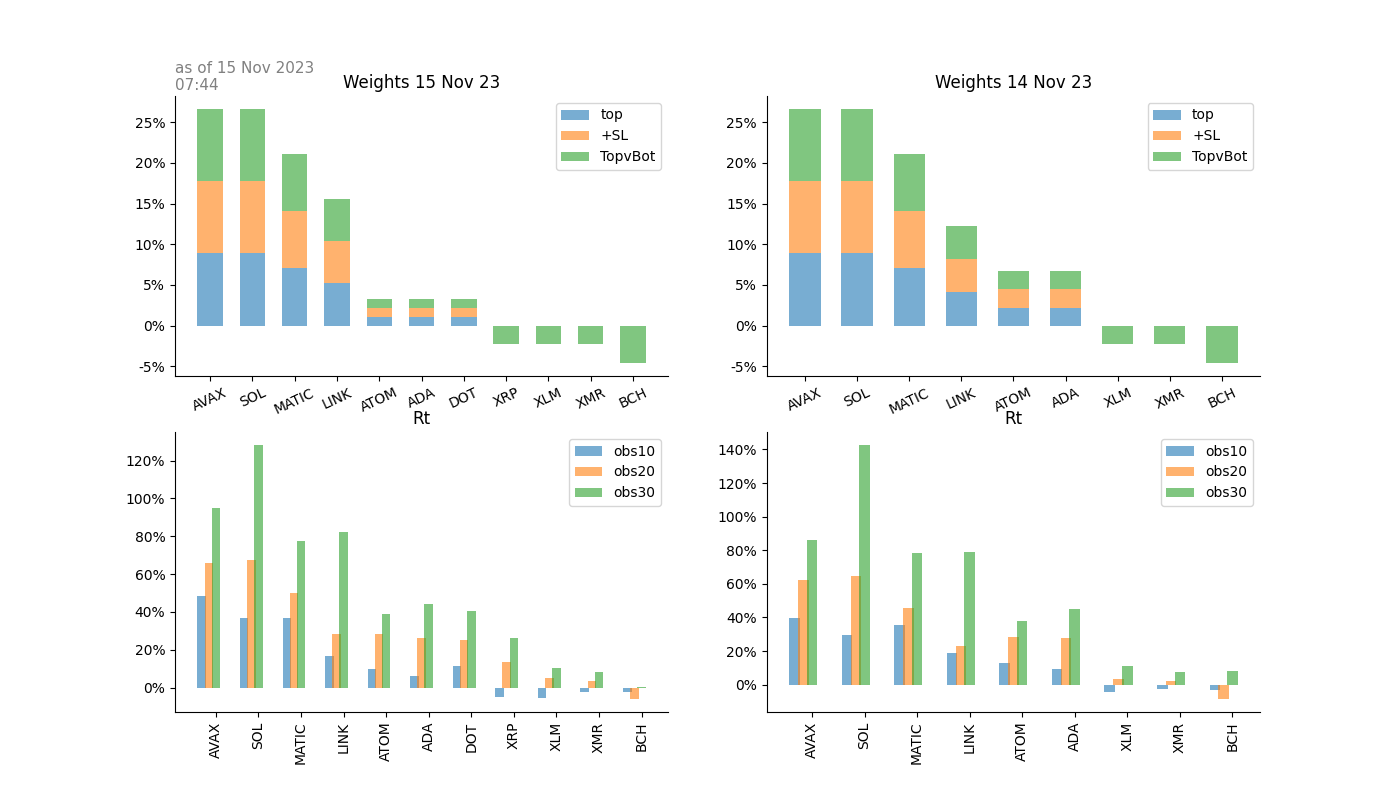 as of 15 Nov 2023
07:44
Weights 15 Nov 23
25%
20%
15%
10%
5%
0%
-5%
top
+SL
TopvBot
AVAX SOL MATIC LINK ATOM ADA DOT XRP XLM XMR BCH
Weights 14 Nov 23
25%
20%
15%
10%
5%
0%
-5%
top
+SL
TopvBot
AVAX SOL MATIC LINK ATOM ADA XLM XMR BCH
Rt
120%
100%
80%
60%
40%
20%
0%
obs10
obs20
obs30
AVAX SOL MATIC LINK ATOM ADA DOT XRP XLM XMR BCH
Rt
140%
120%
100%
80%
60%
40%
20%
0%
obs10
obs20
obs30
AVAX SOL MATIC LINK ATOM ADA XLM XMR BCH